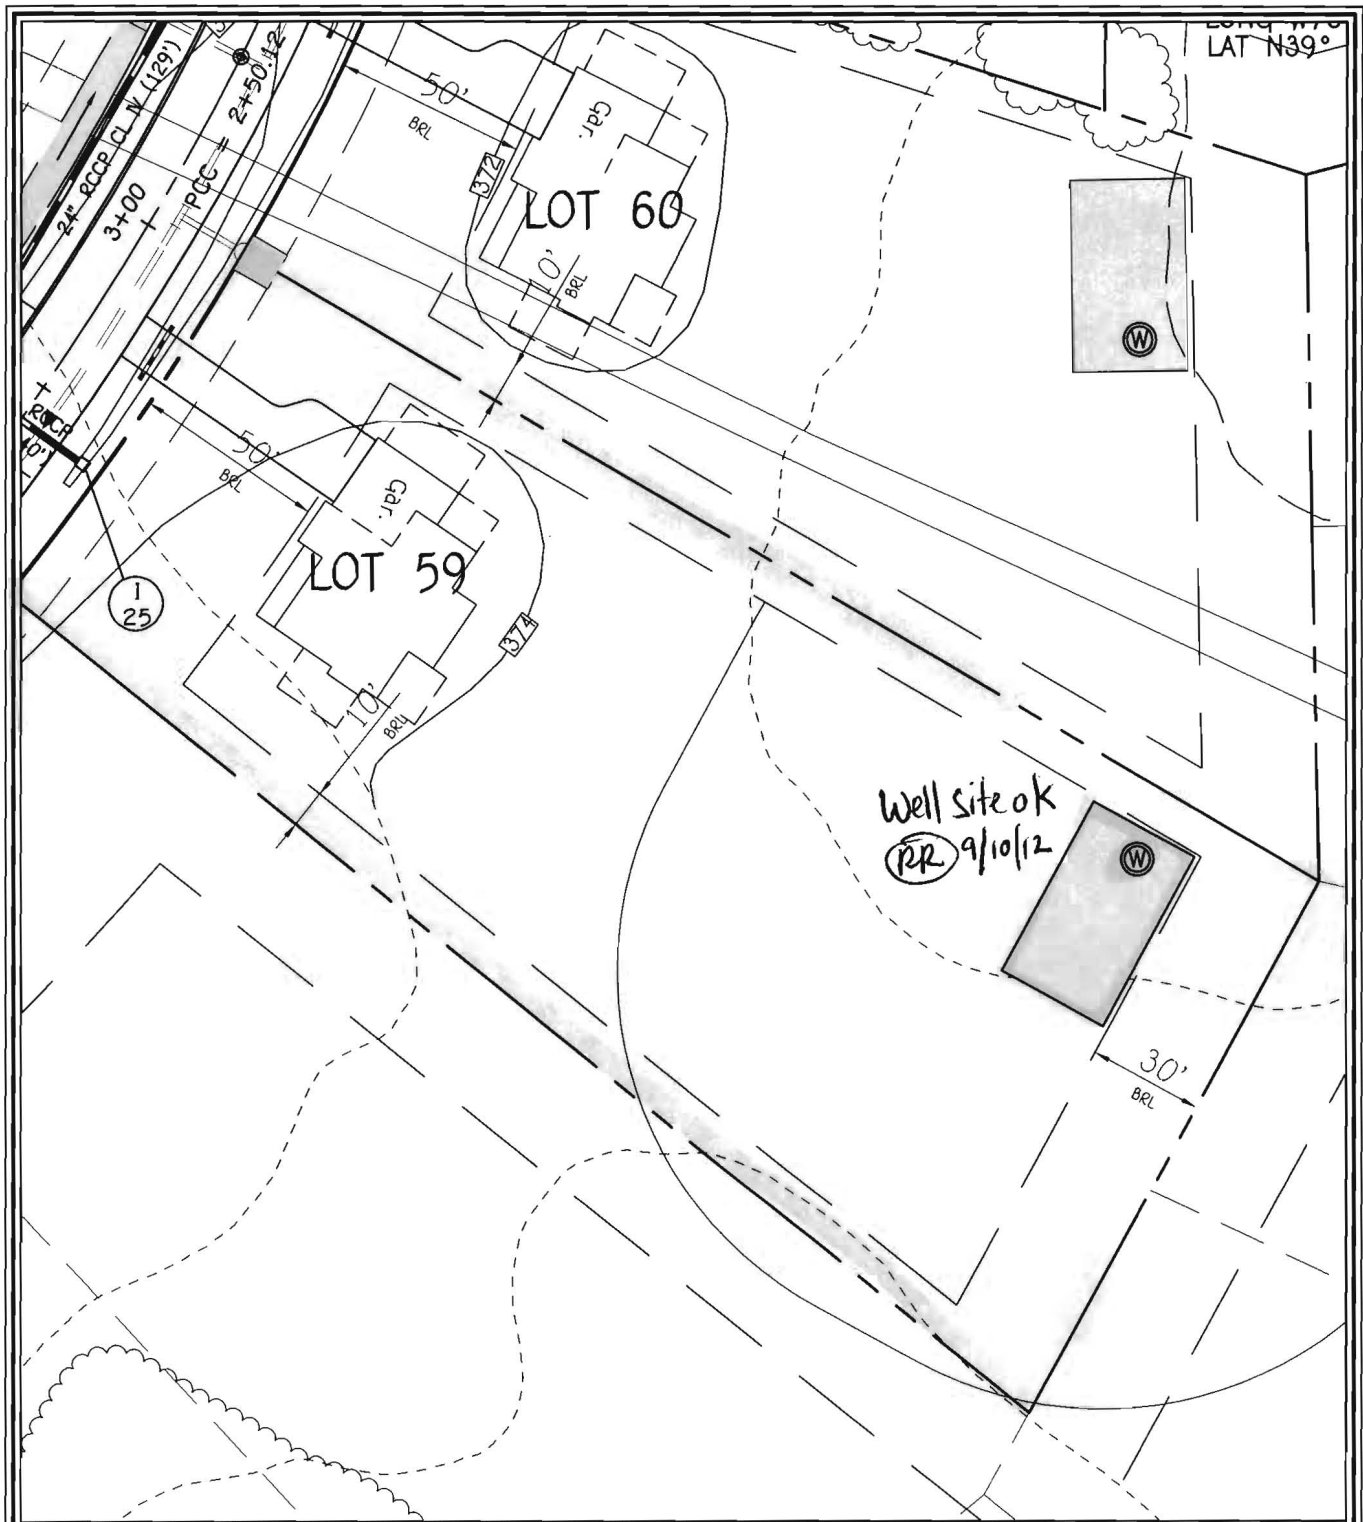 LAT N39°
50'
BRL
Gar.
372
LOT 60
10'
BRL
24" RCCP CL IV (129')
3+00
PCC = 2+50.12
W
RCCP
50'
BRL
Gar.
LOT 59
374
1
25
10'
BRL
Well site ok
RR 9/10/12
W
30'
BRL